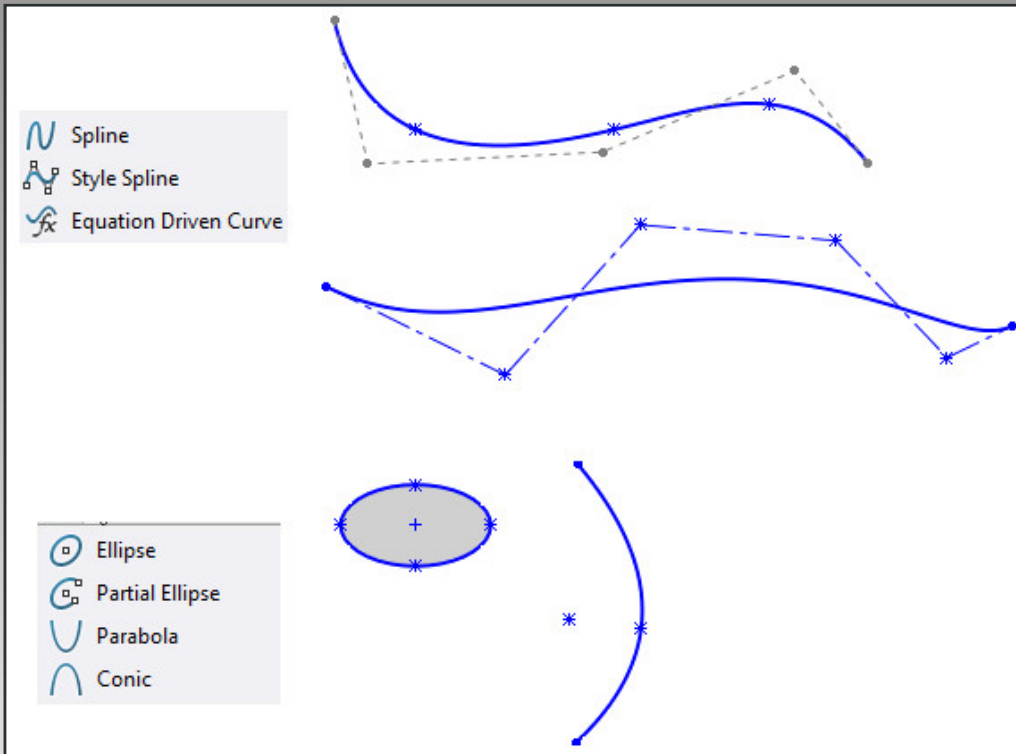 Spline
Style Spline
Equation Driven Curve
Ellipse
Partial Ellipse
Parabola
Conic